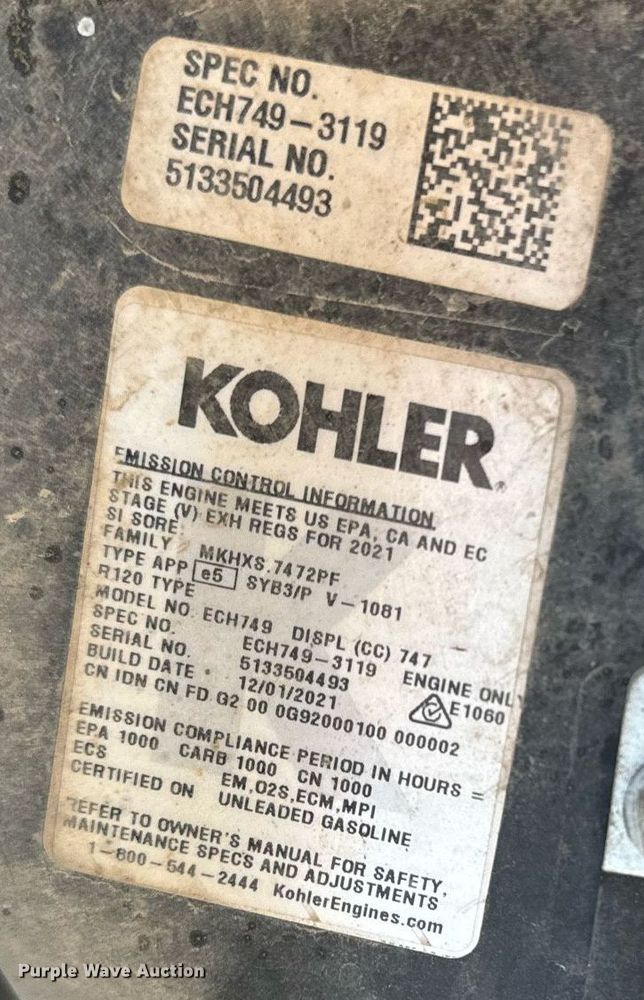 SPEC NO.
ECH749-3119
SERIAL NO.
5133504493
KOHLER®
EMISSION CONTROL INFORMATION
THIS ENGINE MEETS US EPA, CA AND EC
STAGE (V) EXH REGS FOR 2021
SI SORE
FAMILY MKHXS.7472PF
TYPE APP e5 SYB3/P V-1081
R120 TYPE
MODEL NO. ECH749 DISPL (CC) 747
SPEC NO. ECH749-3119 ENGINE ONLY
SERIAL NO. 5133504493 E1060
BUILD DATE 12/01/2021
CN IDN CN FD G2 00 0G92000100 000002
EMISSION COMPLIANCE PERIOD IN HOURS =
EPA 1000 CARB 1000 CN 1000
ECS EM,O2S,ECM,MPI
CERTIFIED ON UNLEADED GASOLINE
REFER TO OWNER'S MANUAL FOR SAFETY,
MAINTENANCE SPECS AND ADJUSTMENTS
1-800-544-2444 KohlerEngines.com
Purple Wave Auction